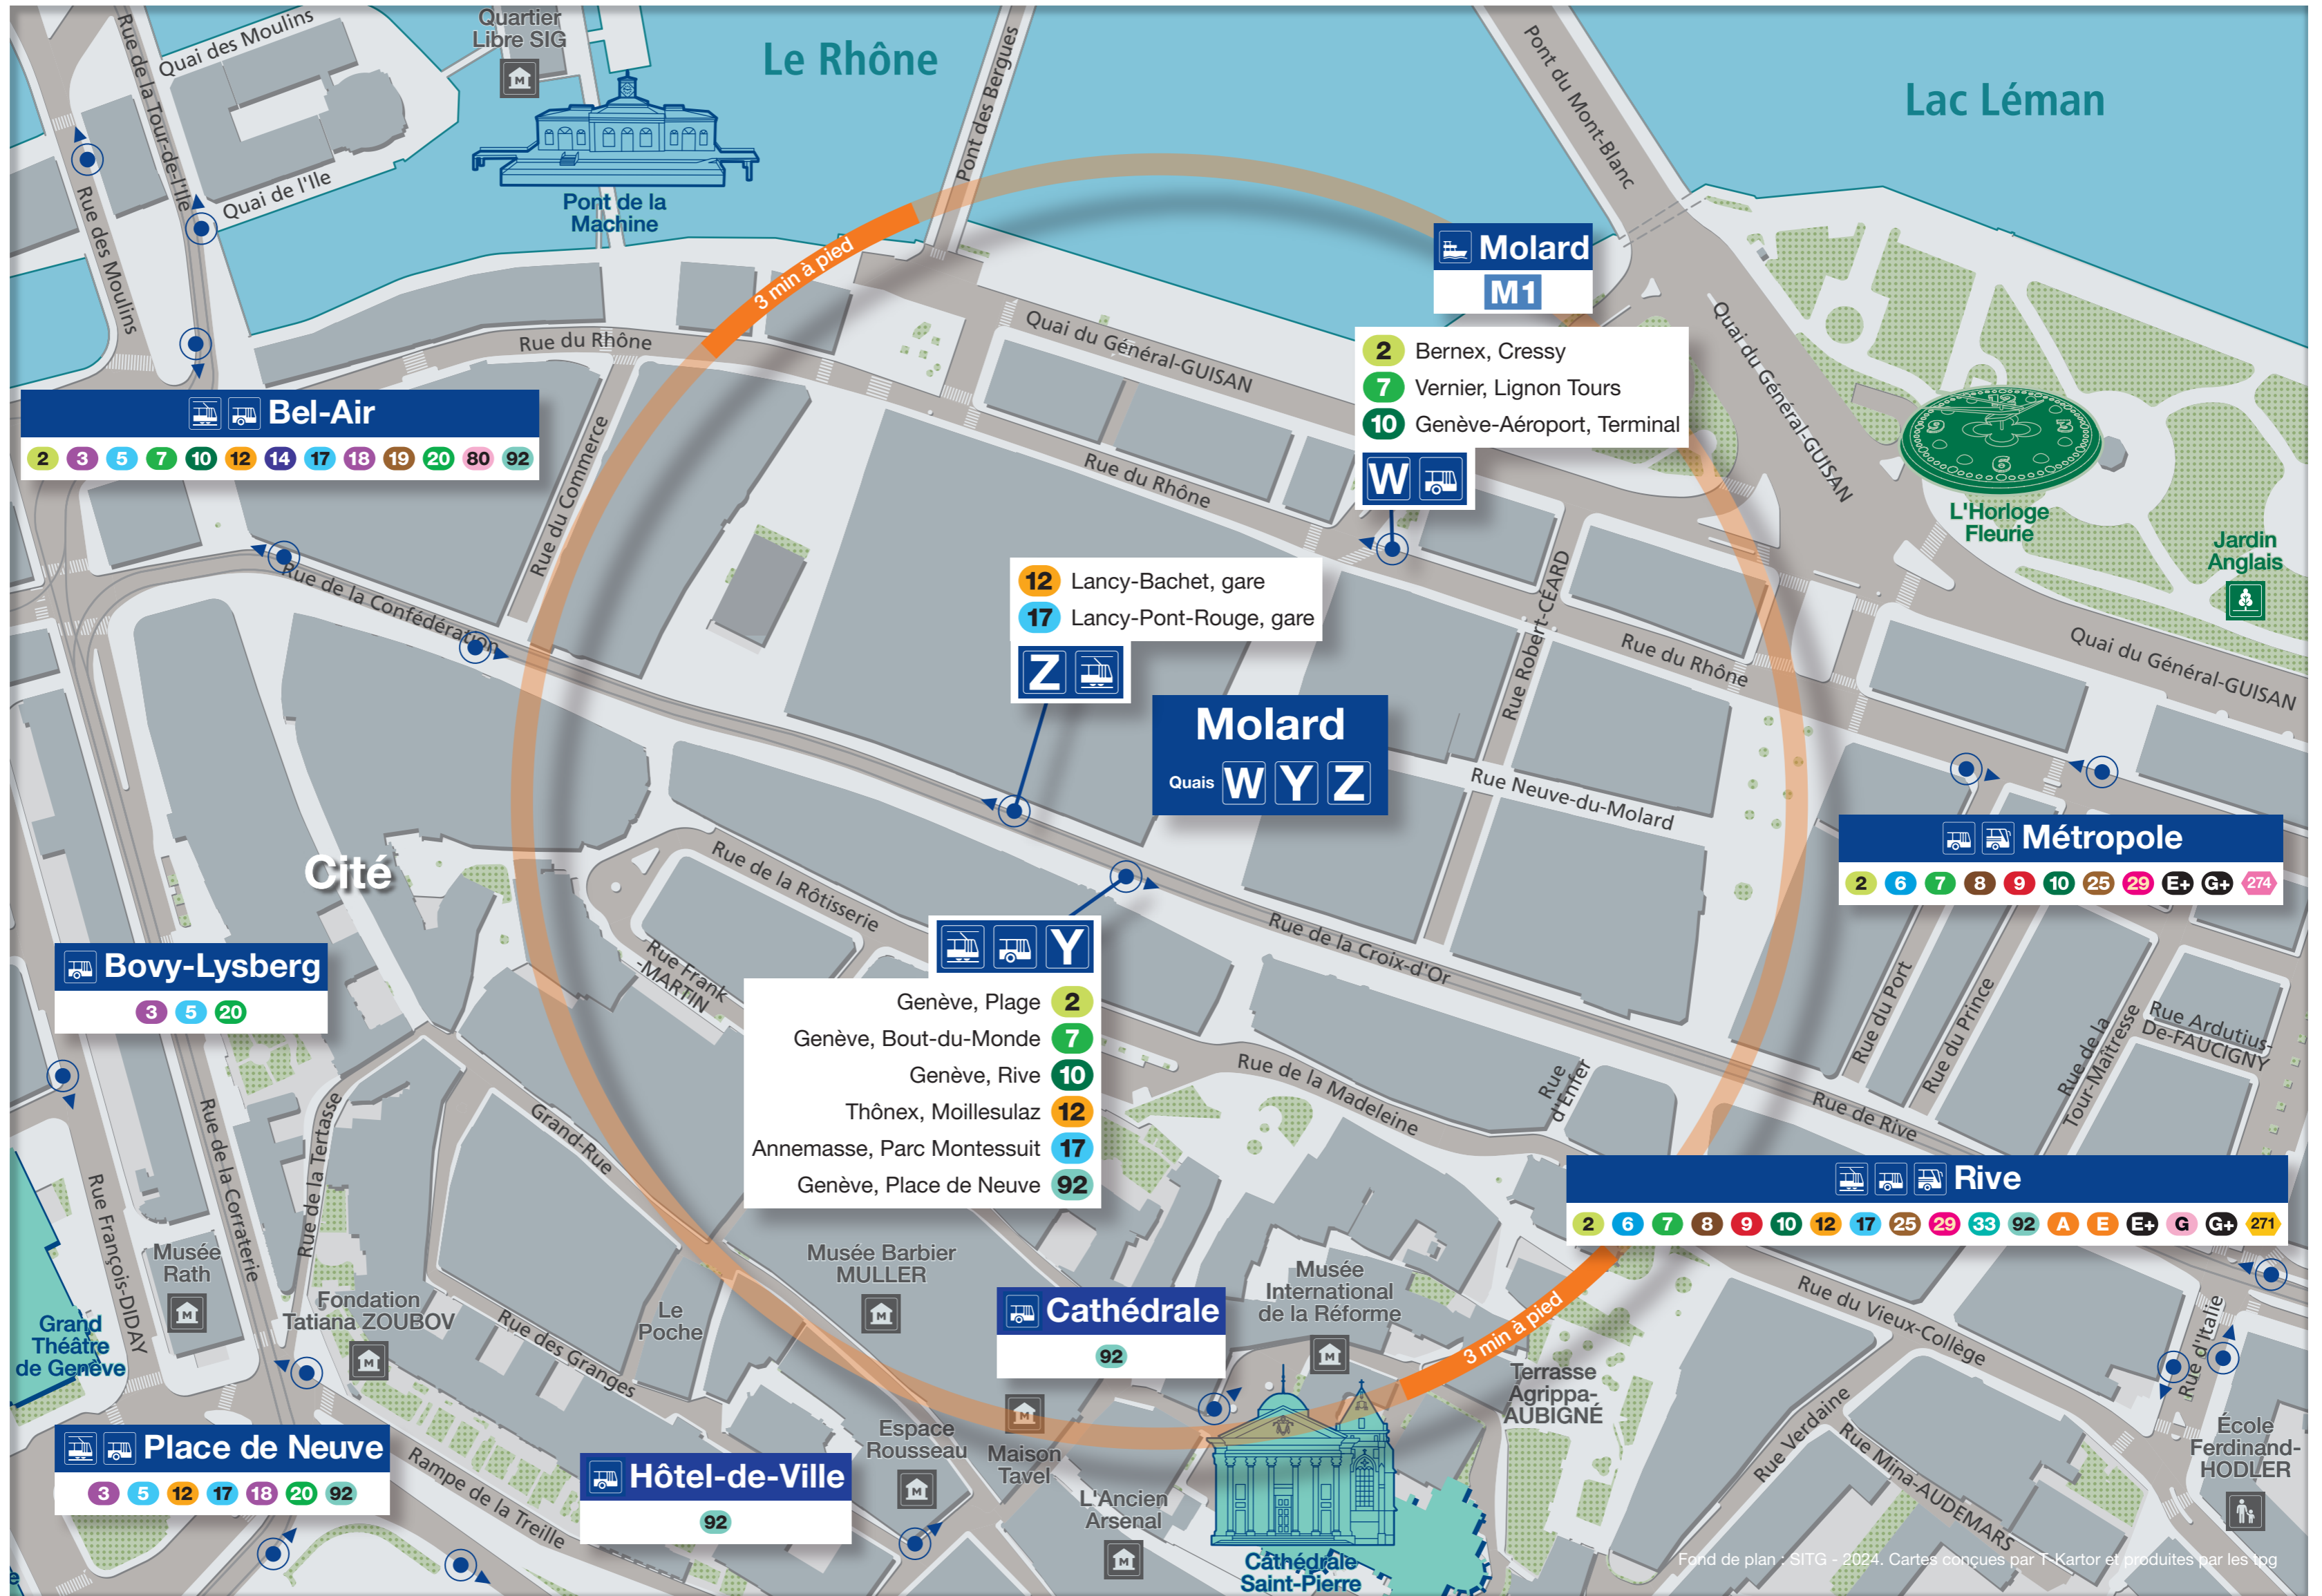 Quartier
Libre SIG
Quai des Moulins
Rue de la Tour-de-l'Ile
Quai de l'Ile
Rue des Moulins
Le Rhône
Pont des Bergues
Pont du Mont-Blanc
Lac Léman
Pont de la
Machine
3 min à pied
Molard
M1
Quai du Général-GUISAN
Quai du Général-GUISAN
Rue du Rhône
2 Bernex, Cressy
7 Vernier, Lignon Tours
10 Genève-Aéroport, Terminal
W
Bel-Air
2 3 5 7 10 12 14 17 18 19 20 80 92
Rue du Commerce
Rue du Rhône
L'Horloge
Fleurie
Jardin
Anglais
Rue de la Confédération
12 Lancy-Bachet, gare
17 Lancy-Pont-Rouge, gare
Z
Rue Robert-CÉARD
Rue du Rhône
Quai du Général-GUISAN
Molard
Quais W Y Z
Rue Neuve-du-Molard
Métropole
2 6 7 8 9 10 25 29 E+ G+ 274
Cité
Rue de la Rôtisserie
Rue Frank
-MARTIN
Rue de la Croix-d'Or
Bovy-Lysberg
3 5 20
Y
Genève, Plage 2
Genève, Bout-du-Monde 7
Genève, Rive 10
Thônex, Moillesulaz 12
Annemasse, Parc Montessuit 17
Genève, Place de Neuve 92
Rue du Port
Rue du Prince
Rue de la
Tour-Maîtresse
Rue Ardutius-
De-FAUCIGNY
Rue de la Madeleine
Rue
d'Enfer
Rue de Rive
Rue de la Tertasse
Rue de la Corraterie
Rue François-DIDAY
Grand-Rue
Rive
2 6 7 8 9 10 12 17 25 29 33 92 A E E+ G G+ 271
Musée
Rath
Fondation
Tatiana ZOUBOV
Grand
Théâtre
de Genève
Rue des Granges
Le
Poche
Musée Barbier
MULLER
Cathédrale
92
Musée
International
de la Réforme
3 min à pied
Terrasse
Agrippa-
AUBIGNÉ
Rue du Vieux-Collège
Rue d'Italie
Rue Verdaine
Rue Mina-AUDEMARS
École
Ferdinand-
HODLER
Place de Neuve
3 5 12 17 18 20 92
Rampe de la Treille
Hôtel-de-Ville
92
Espace
Rousseau
Maison
Tavel
L'Ancien
Arsenal
Cathédrale
Saint-Pierre
Fond de plan : SITG - 2024. Cartes conçues par T-Kartor et produites par les tpg